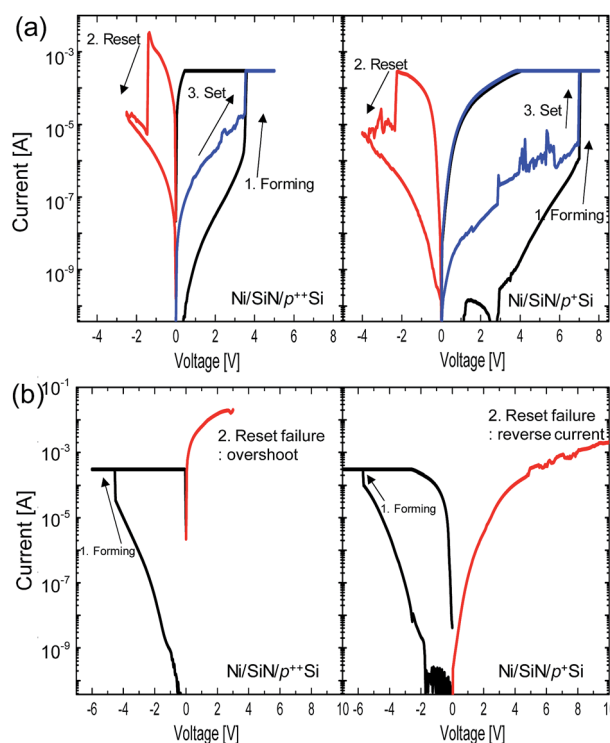 (a)
2. Reset
3. Set
1. Forming
Ni/SiN/p++Si
2. Reset
3. Set
1. Forming
Ni/SiN/p+Si
Current [A]
10-3
10-5
10-7
10-9
-4 -2 0 2 4 6 8
-4 -2 0 2 4 6 8
Voltage [V]
Voltage [V]
(b)
10-1
10-3
10-5
10-7
10-9
Current [A]
2. Reset failure
: overshoot
1. Forming
Ni/SiN/p++Si
2. Reset failure
: reverse current
1. Forming
Ni/SiN/p+Si
-6 -4 -2 0 2 4 6 8 10
-6 -4 -2 0 2 4 6 8 10
Voltage [V]
Voltage [V]